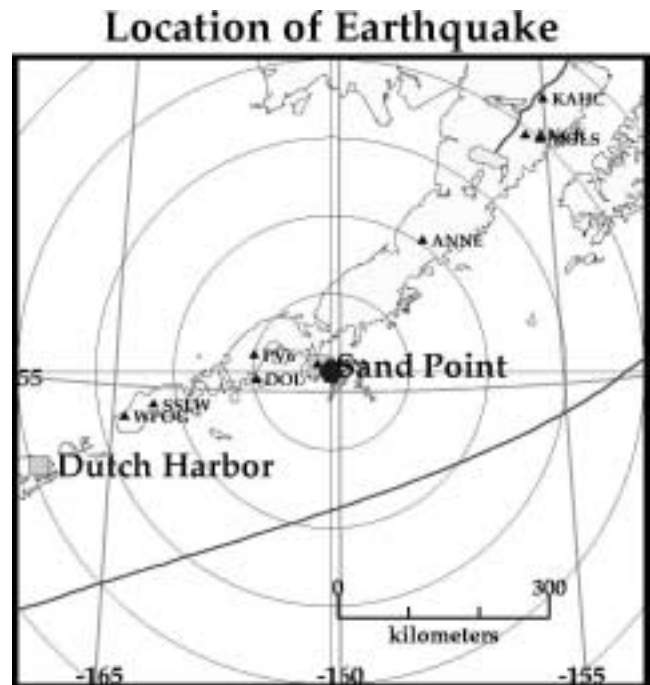 Location of Earthquake
KAHC
ANNE
Sand Point
DOL
55
SSLW
WPOG
Dutch Harbor
0 300
kilometers
-165 -150 -155